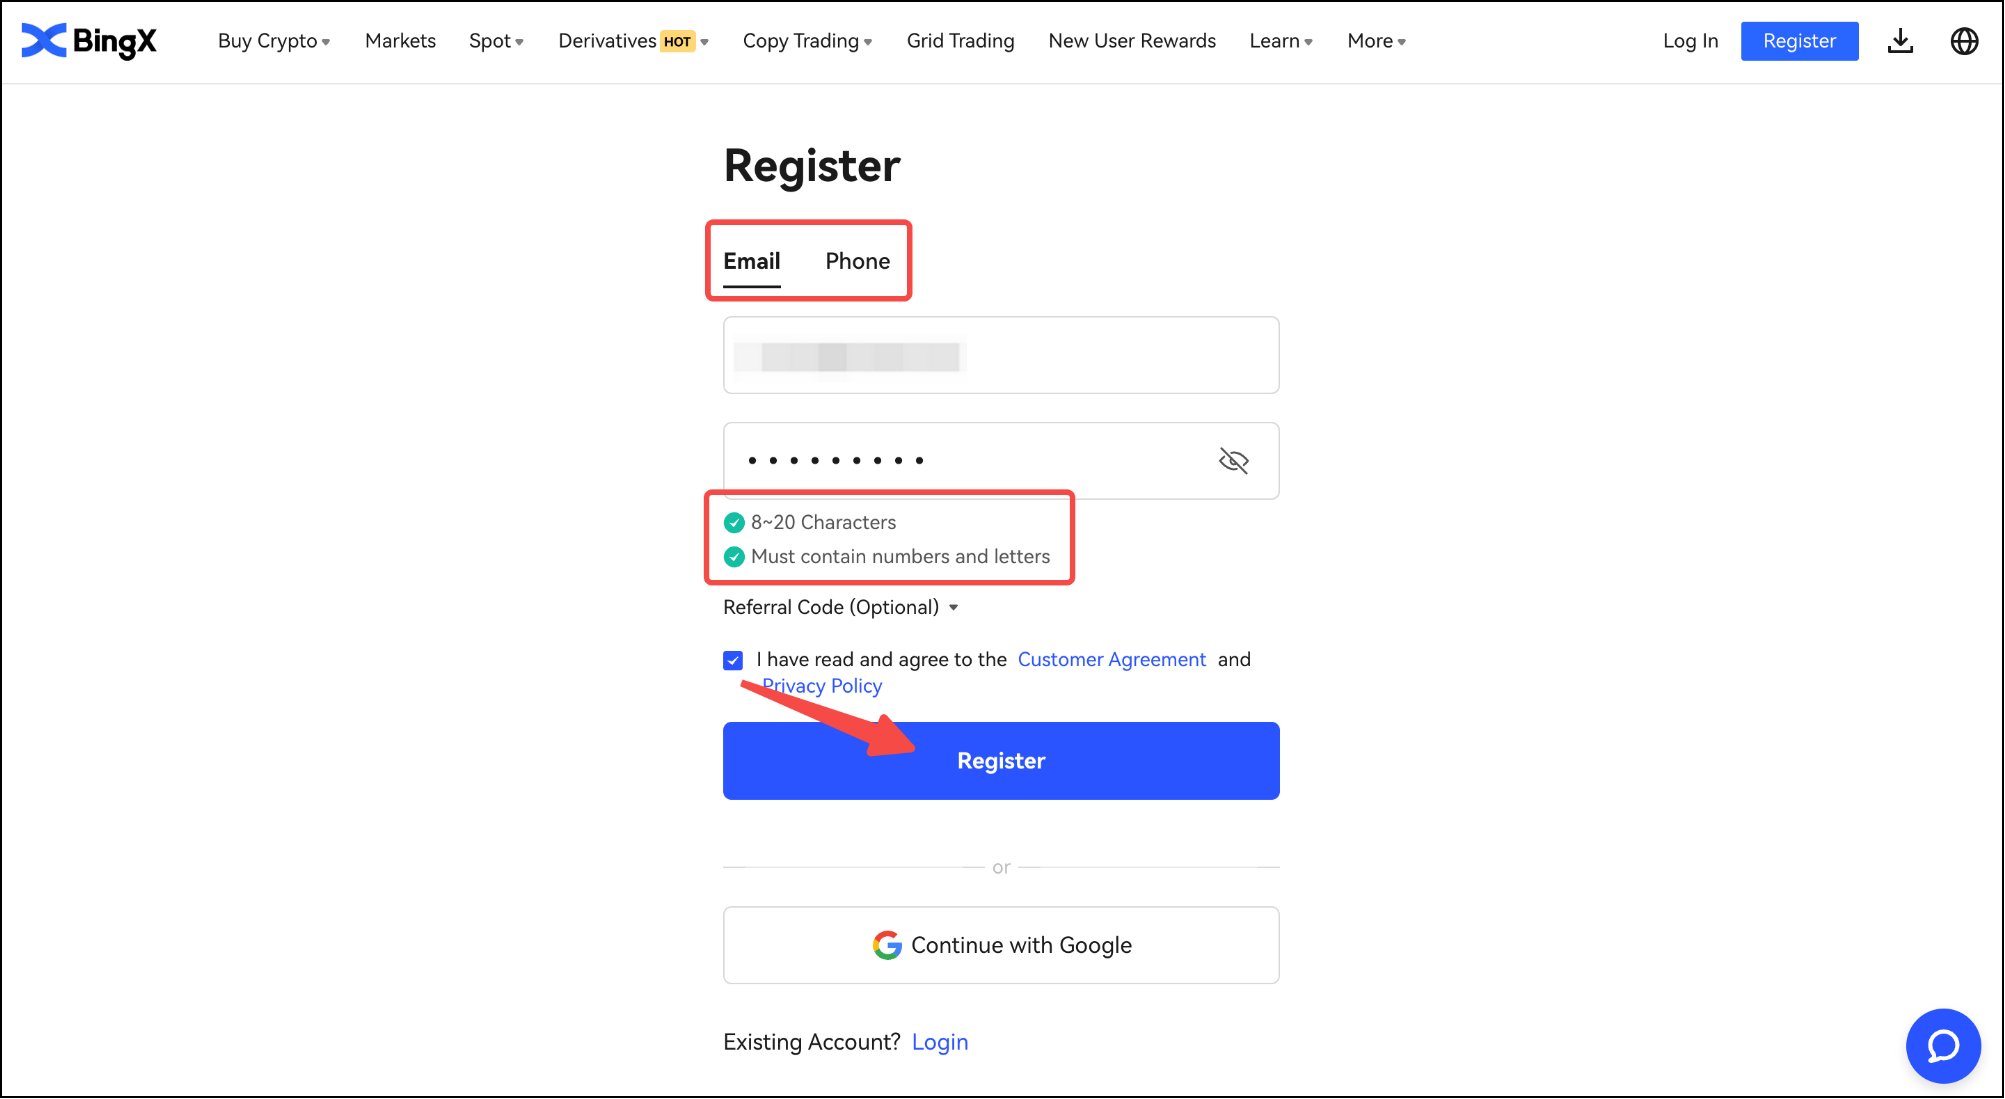 BingX Buy Crypto Markets Spot Derivatives HOT Copy Trading Grid Trading New User Rewards Learn More Log In Register
Register
Email Phone
8~20 Characters
Must contain numbers and letters
Referral Code (Optional)
I have read and agree to the Customer Agreement and
Privacy Policy
Register
or
Continue with Google
Existing Account? Login